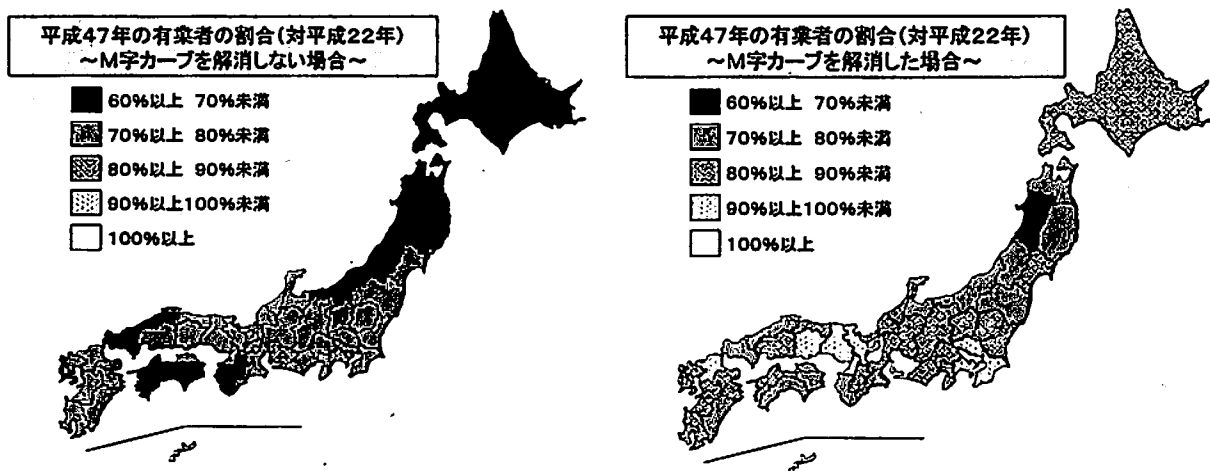 平成47年の有業者の割合(対平成22年)
～M字カーブを解消しない場合～
60%以上 70%未満
70%以上 80%未満
80%以上 90%未満
90%以上100%未満
100%以上
平成47年の有業者の割合(対平成22年)
～M字カーブを解消した場合～
60%以上 70%未満
70%以上 80%未満
80%以上 90%未満
90%以上100%未満
100%以上